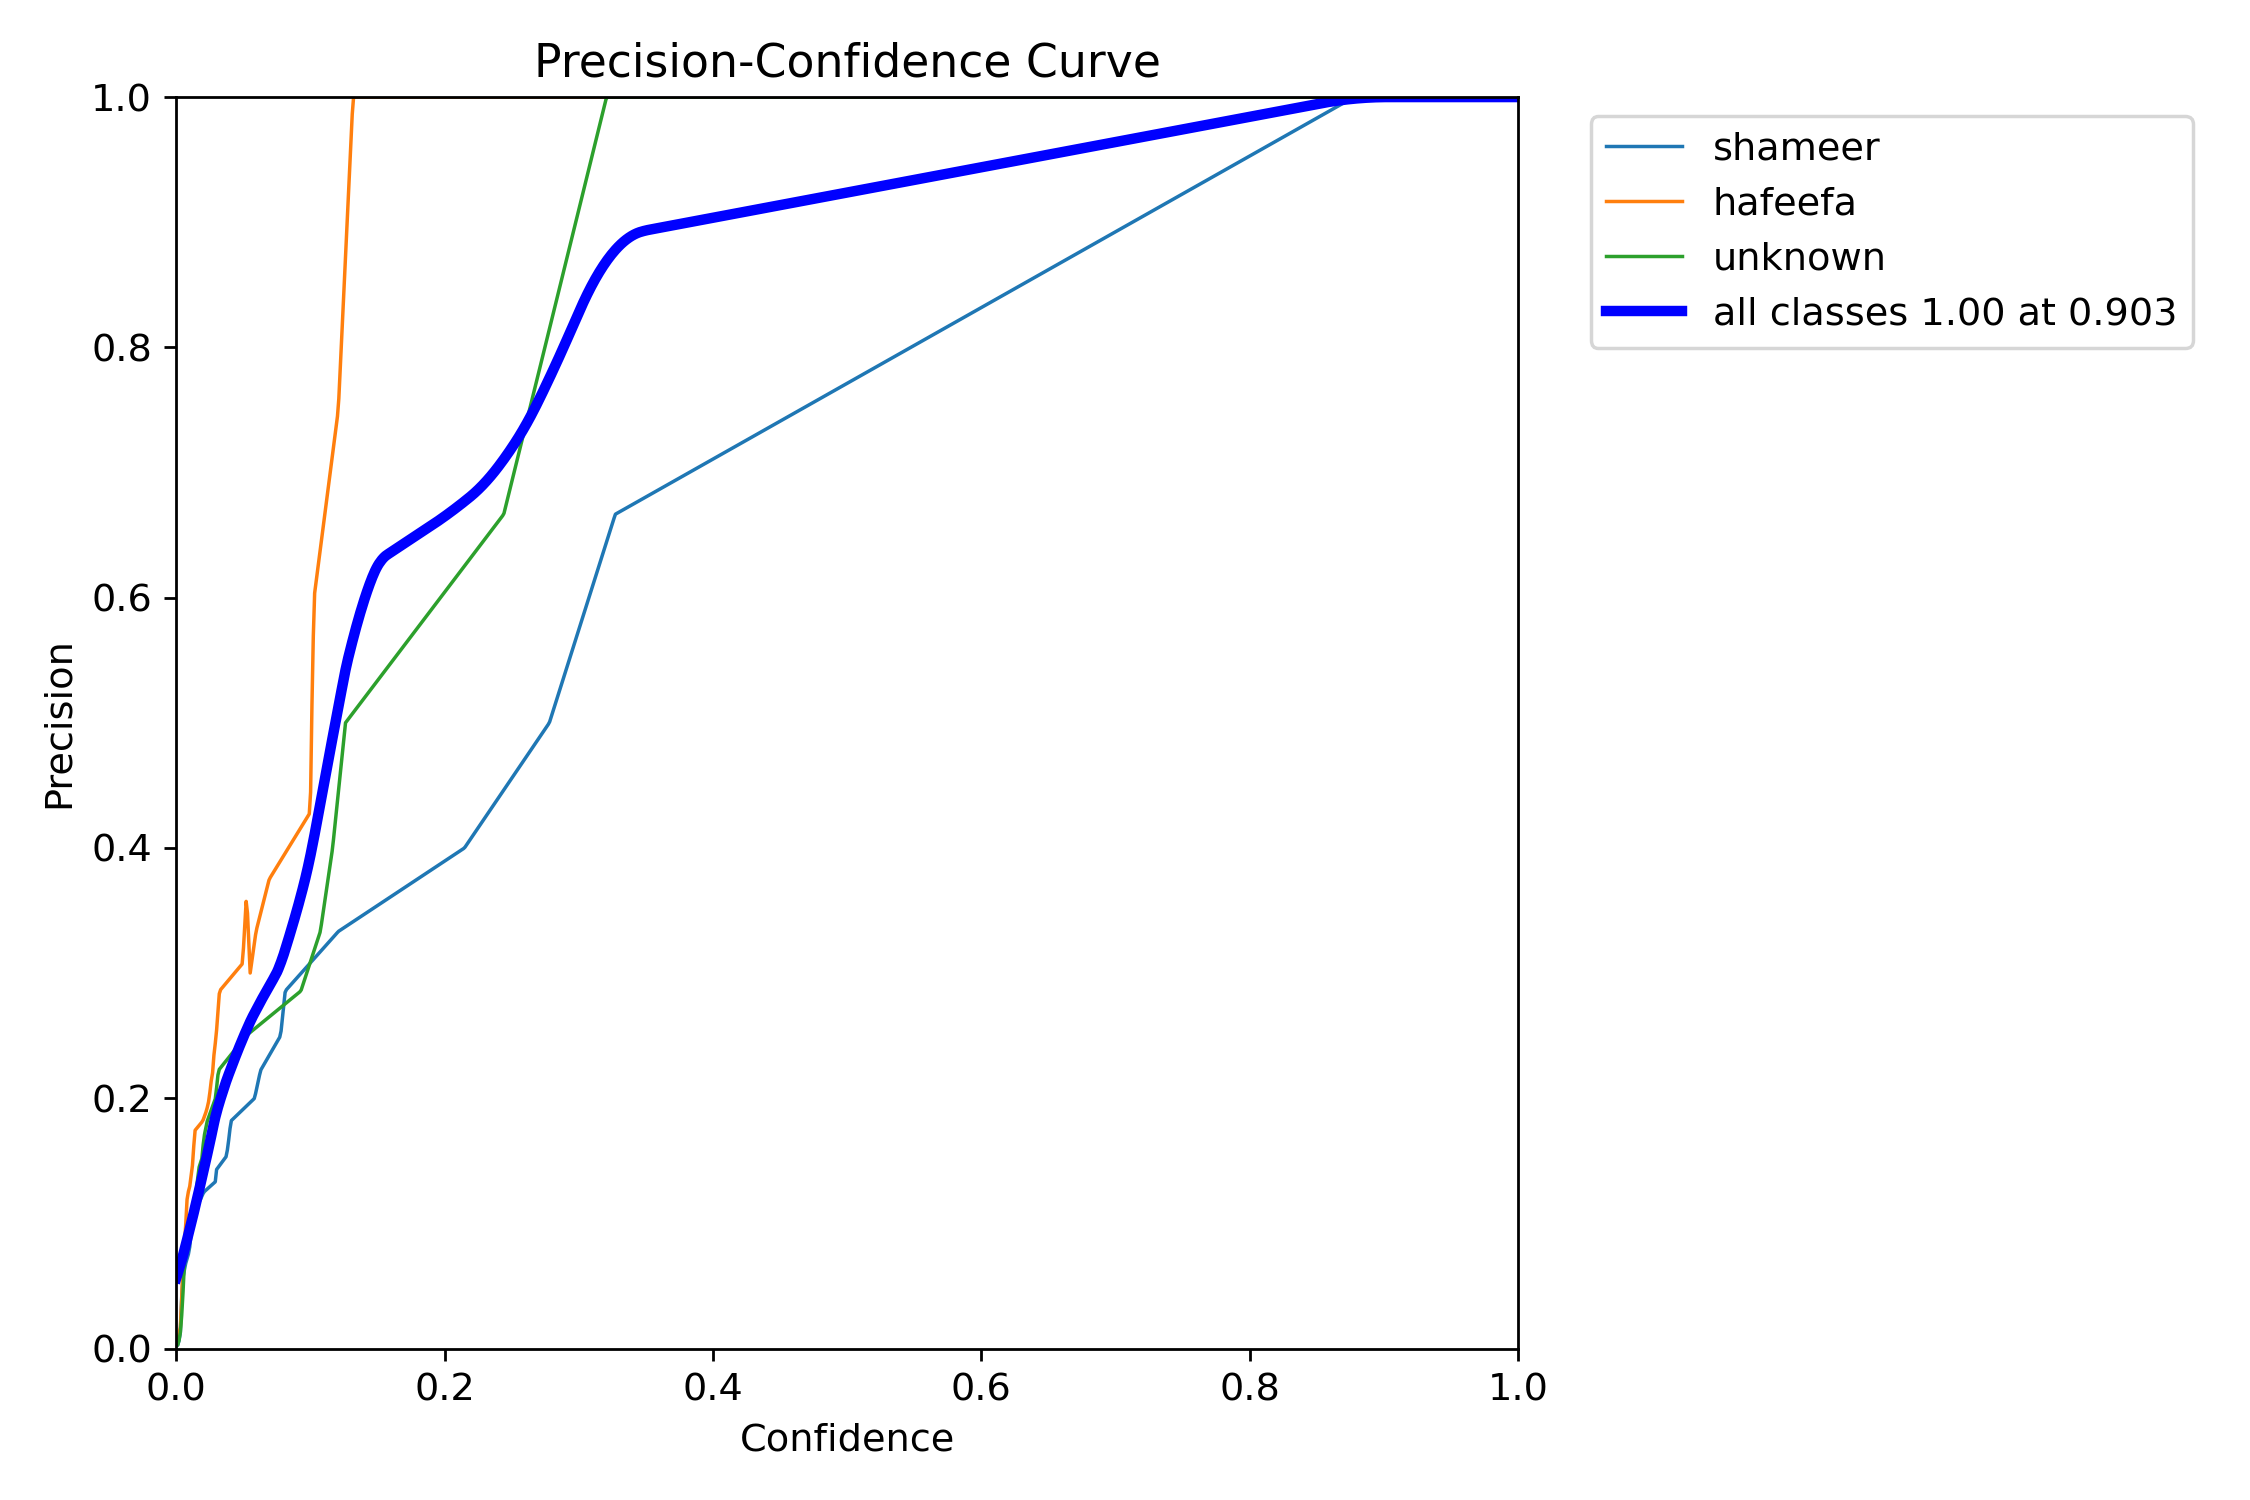 Precision-Confidence Curve
1.0
0.8
0.6
0.4
0.2
0.0
Precision
0.0 0.2 0.4 0.6 0.8 1.0
Confidence
shameer
hafeefa
unknown
all classes 1.00 at 0.903